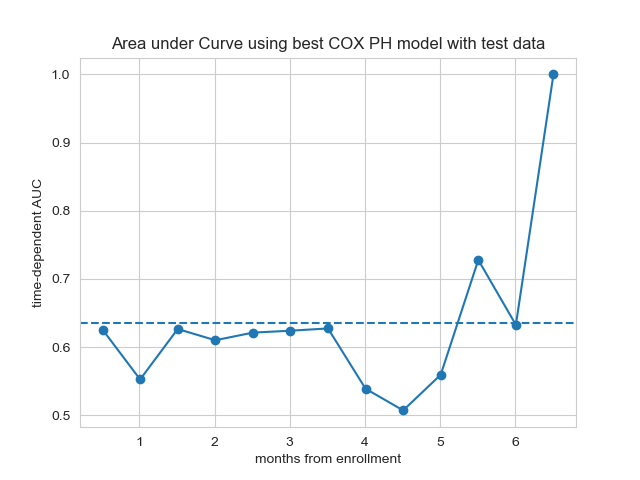 Area under Curve using best COX PH model with test data
time-dependent AUC
1.0
0.9
0.8
0.7
0.6
0.5
1 2 3 4 5 6
months from enrollment